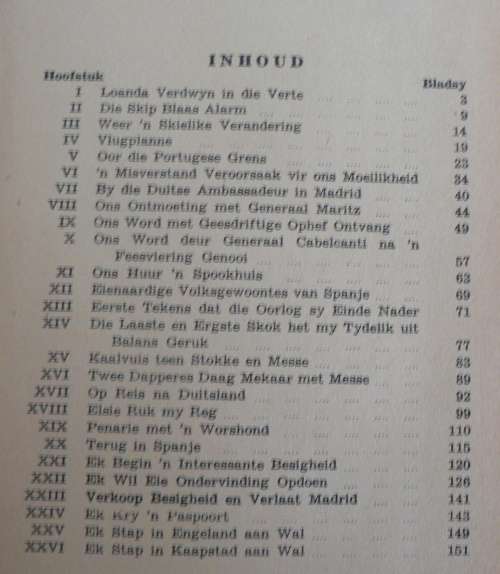 INHOUD
Hoofstuk Bladsy
I Loanda Verdwyn in die Verte .... .... .... .... 3
II Die Skip Blaas Alarm .... .... .... .... .... 9
III Weer 'n Skielike Verandering .... .... .... .... 14
IV Vlugplanne .... .... .... .... .... .... 19
V Oor die Portugese Grens .... .... .... .... 23
VI 'n Misverstand Veroorsaak vir ons Moeilikheid 34
VII By die Duitse Ambassadeur in Madrid .... .... 40
VIII Ons Ontmoeting met Generaal Maritz .... .... 44
IX Ons Word met Geesdriftige Ophef Ontvang .... 49
X Ons Word deur Generaal Cabelcanti na 'n
Feesviering Genooi .... .... .... .... .... 57
XI Ons Huur 'n Spookhuis .... .... .... .... 63
XII Eienaardige Volksgewoontes van Spanje .... .... 69
XIII Eerste Tekens dat die Oorlog sy Einde Nader 71
XIV Die Laaste en Ergste Skok het my Tydelik uit
Balans Geruk .... .... .... .... .... .... 77
XV Kaalvuis teen Stokke en Messe .... .... .... 83
XVI Twee Dapperes Daag Mekaar met Messe .... .... 89
XVII Op Reis na Duitsland .... .... .... .... 92
XVIII Elsie Ruk my Reg .... .... .... .... .... 99
XIX Penarie met 'n Worshond .... .... .... .... 110
XX Terug in Spanje .... .... .... .... .... 115
XXI Ek Begin 'n Interessante Besigheid .... .... 120
XXII Ek Wil Eie Ondervinding Opdoen .... .... .... 126
XXIII Verkoop Besigheid en Verlaat Madrid .... .... 141
XXIV Ek Kry 'n Paspoort .... .... .... .... .... 143
XXV Ek Stap in Engeland aan Wal .... .... .... 149
XXVI Ek Stap in Kaapstad aan Wal .... .... .... 151